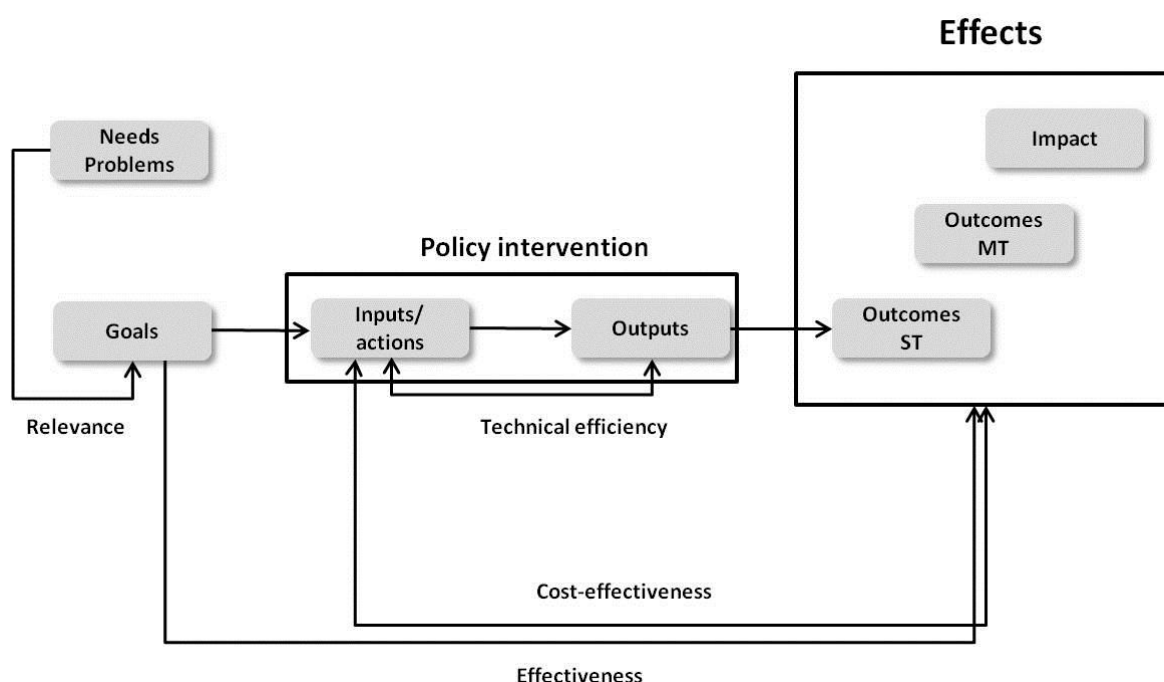 Effects
Needs
Problems
Impact
Outcomes
MT
Policy intervention
Goals
Inputs/
actions
Outputs
Outcomes
ST
Relevance
Technical efficiency
Cost-effectiveness
Effectiveness